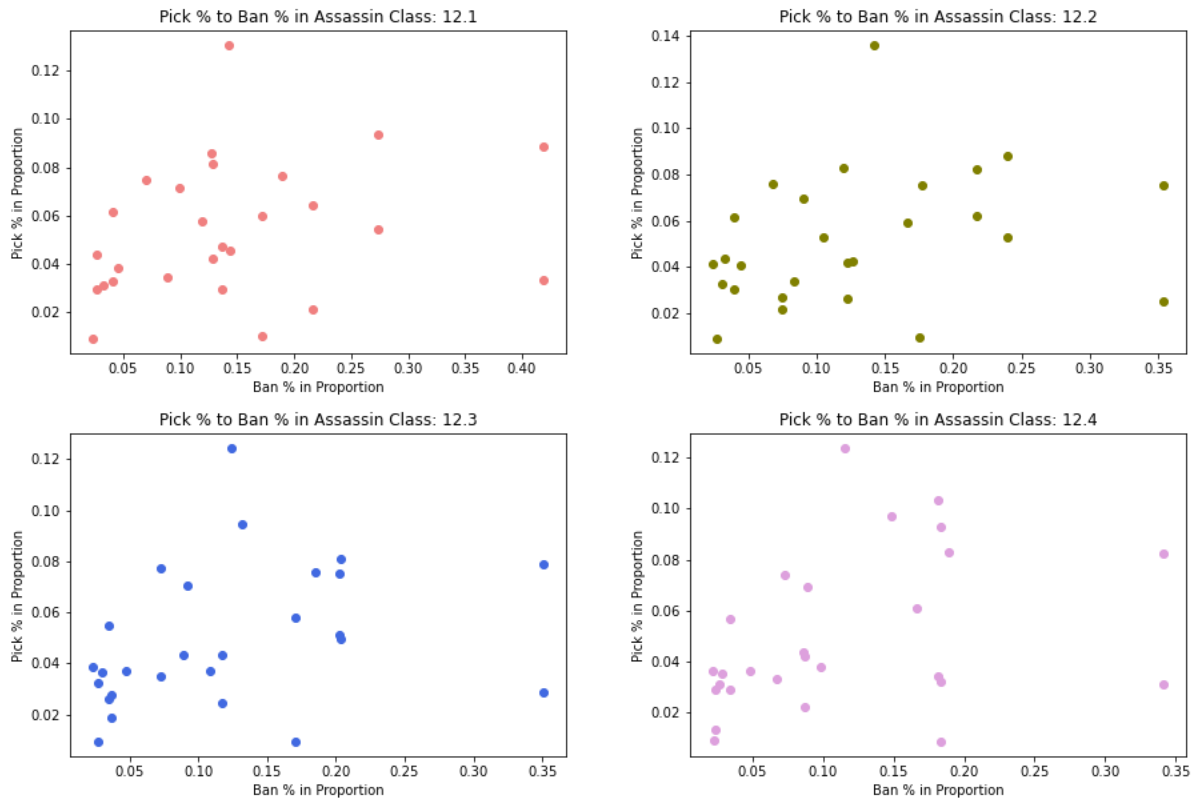 Pick % to Ban % in Assassin Class: 12.1
0.12
0.10
0.08
0.06
0.04
0.02
Pick % in Proportion
0.05 0.10 0.15 0.20 0.25 0.30 0.35 0.40
Ban % in Proportion
Pick % to Ban % in Assassin Class: 12.2
0.14
0.12
0.10
0.08
0.06
0.04
0.02
Pick % in Proportion
0.05 0.10 0.15 0.20 0.25 0.30 0.35
Ban % in Proportion
Pick % to Ban % in Assassin Class: 12.3
0.12
0.10
0.08
0.06
0.04
0.02
Pick % in Proportion
0.05 0.10 0.15 0.20 0.25 0.30 0.35
Ban % in Proportion
Pick % to Ban % in Assassin Class: 12.4
0.12
0.10
0.08
0.06
0.04
0.02
Pick % in Proportion
0.05 0.10 0.15 0.20 0.25 0.30 0.35
Ban % in Proportion